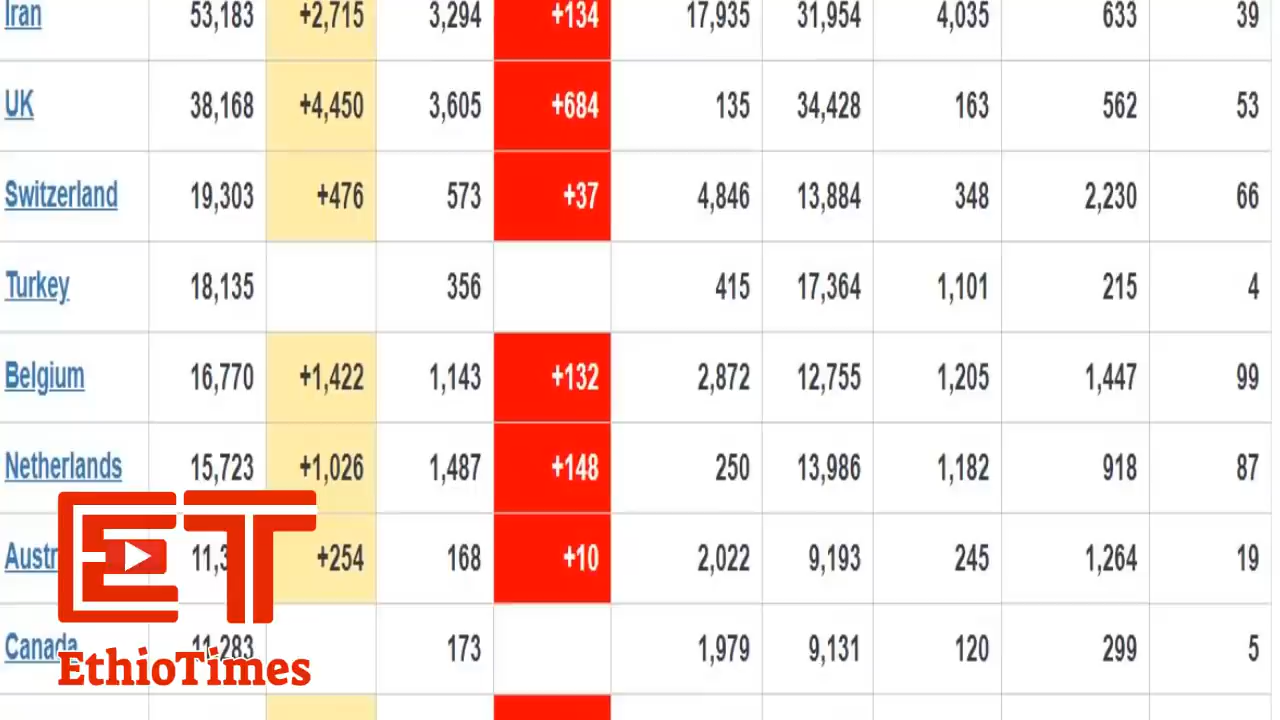 Iran 53,183 +2,715 3,294 +134 17,935 31,954 4,035 633 39
UK 38,168 +4,450 3,605 +684 135 34,428 163 562 53
Switzerland 19,303 +476 573 +37 4,846 13,884 348 2,230 66
Turkey 18,135 356 415 17,364 1,101 215 4
Belgium 16,770 +1,422 1,143 +132 2,872 12,755 1,205 1,447 99
Netherlands 15,723 +1,026 1,487 +148 250 13,986 1,182 918 87
+254 168 +10 2,022 9,193 245 1,264 19
Canada 11,283 173 1,979 9,131 120 299 5
ET
EthioTimes